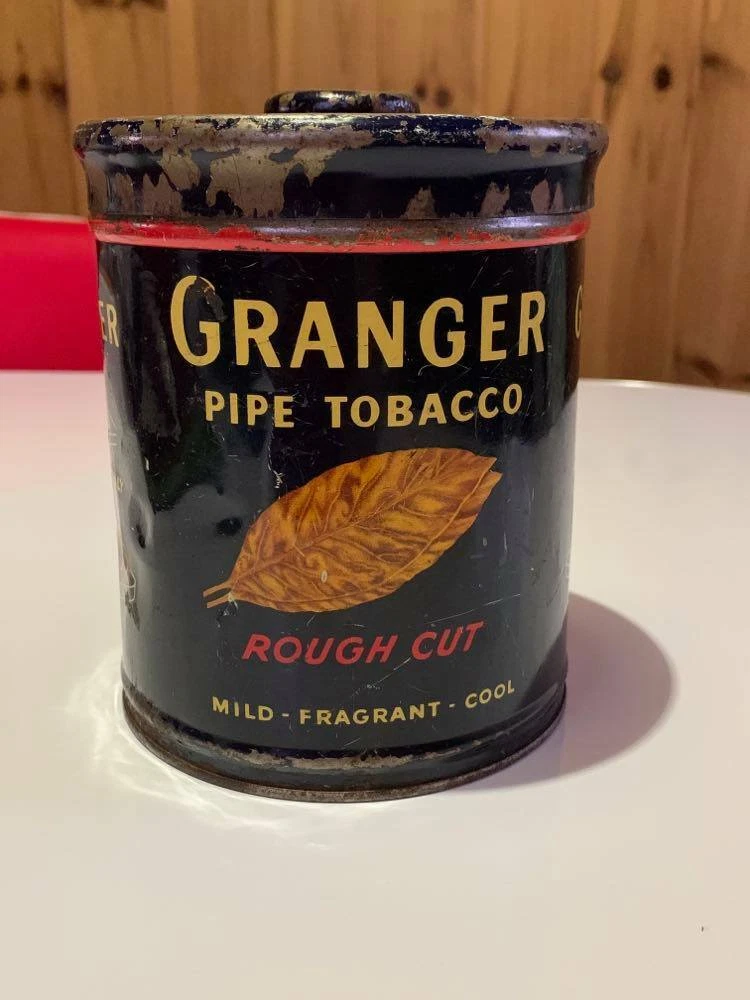 GRANGER
PIPE TOBACCO
ROUGH CUT
MILD - FRAGRANT - COOL